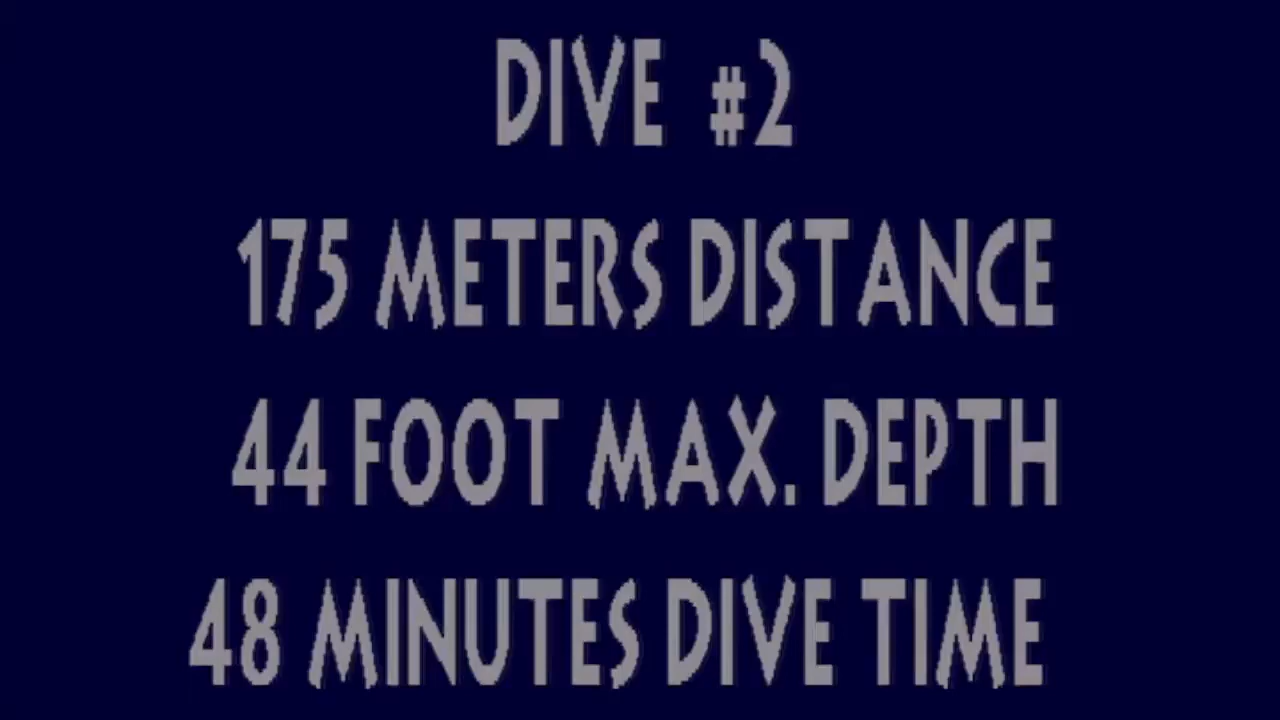 DIVE #2
175 METERS DISTANCE
44 FOOT MAX. DEPTH
48 MINUTES DIVE TIME